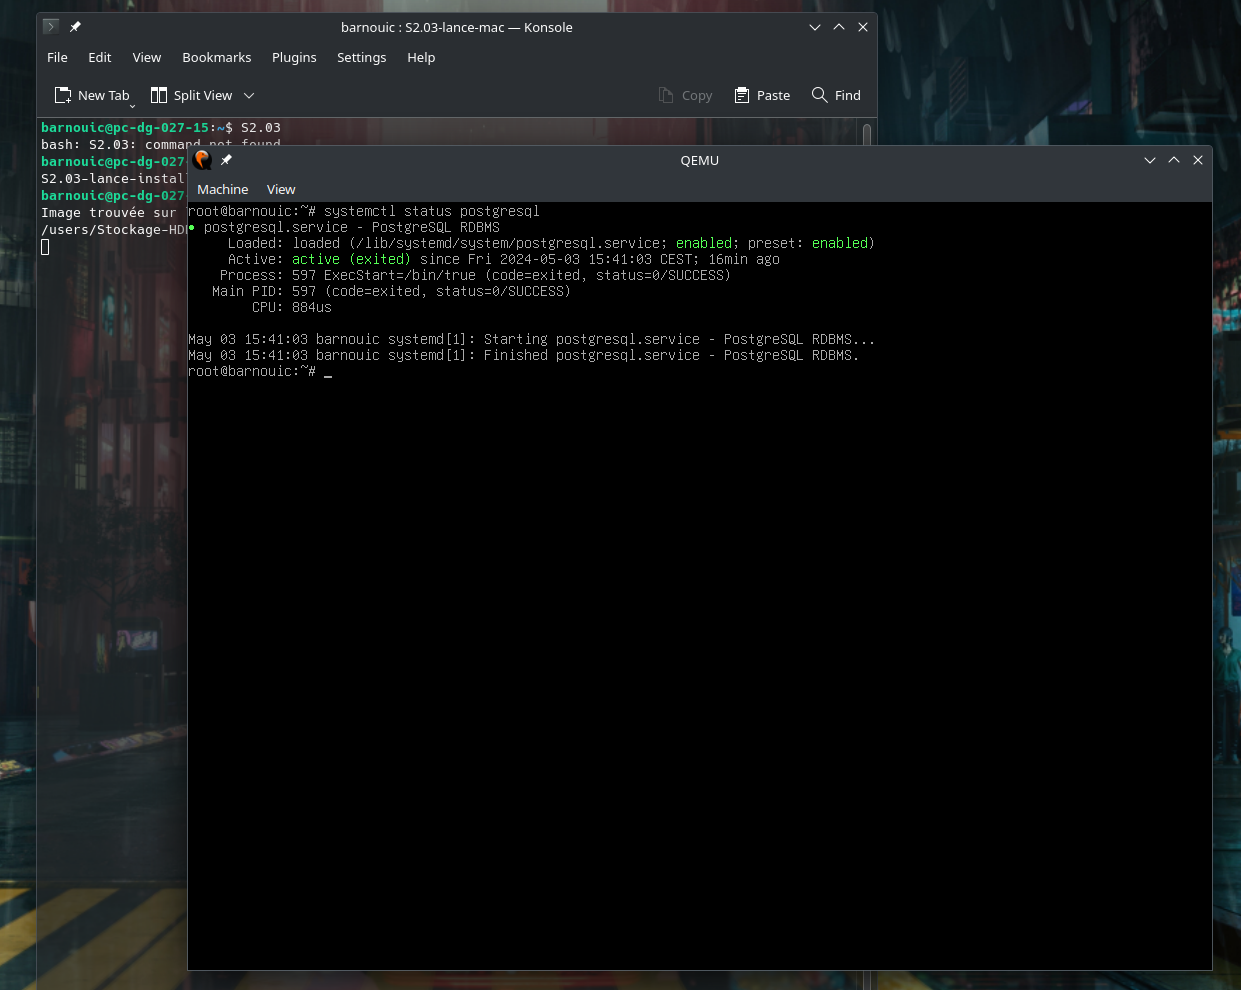 barnouic : S2.03-lance-mac — Konsole
File Edit View Bookmarks Plugins Settings Help
New Tab Split View Copy Paste Find
barnouic@pc-dg-027-15:~$ S2.03
bash: S2.03: command not found
barnouic@pc-dg-027
S2.03-lance-instal
barnouic@pc-dg-027
Image trouvée sur
/users/Stockage-HD
QEMU
Machine View
root@barnouic:~# systemctl status postgresql
● postgresql.service - PostgreSQL RDBMS
Loaded: loaded (/lib/systemd/system/postgresql.service; enabled; preset: enabled)
Active: active (exited) since Fri 2024-05-03 15:41:03 CEST; 16min ago
Process: 597 ExecStart=/bin/true (code=exited, status=0/SUCCESS)
Main PID: 597 (code=exited, status=0/SUCCESS)
CPU: 884us
May 03 15:41:03 barnouic systemd[1]: Starting postgresql.service - PostgreSQL RDBMS...
May 03 15:41:03 barnouic systemd[1]: Finished postgresql.service - PostgreSQL RDBMS.
root@barnouic:~# _